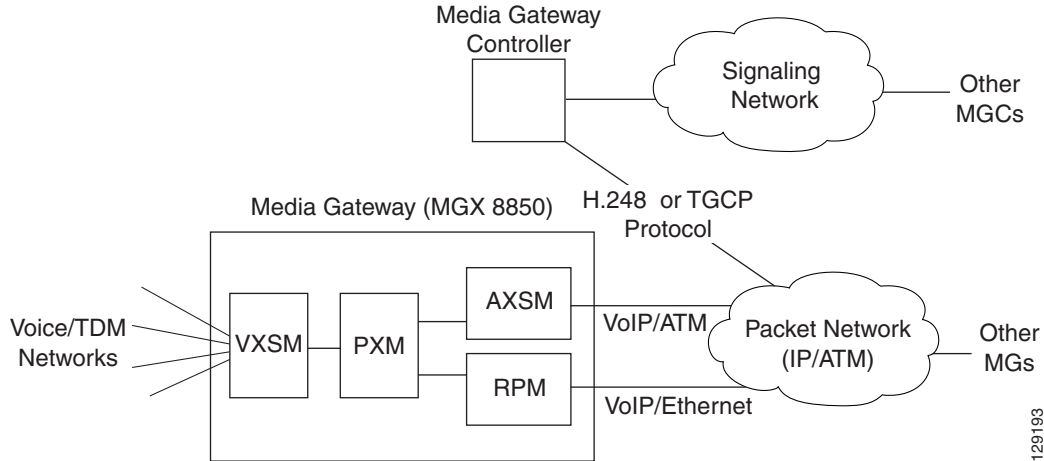 Media Gateway
Controller
Signaling
Network
Other
MGCs
H.248 or TGCP
Protocol
Media Gateway (MGX 8850)
Voice/TDM
Networks
VXSM
PXM
AXSM
RPM
VoIP/ATM
VoIP/Ethernet
Packet Network
(IP/ATM)
Other
MGs
129193